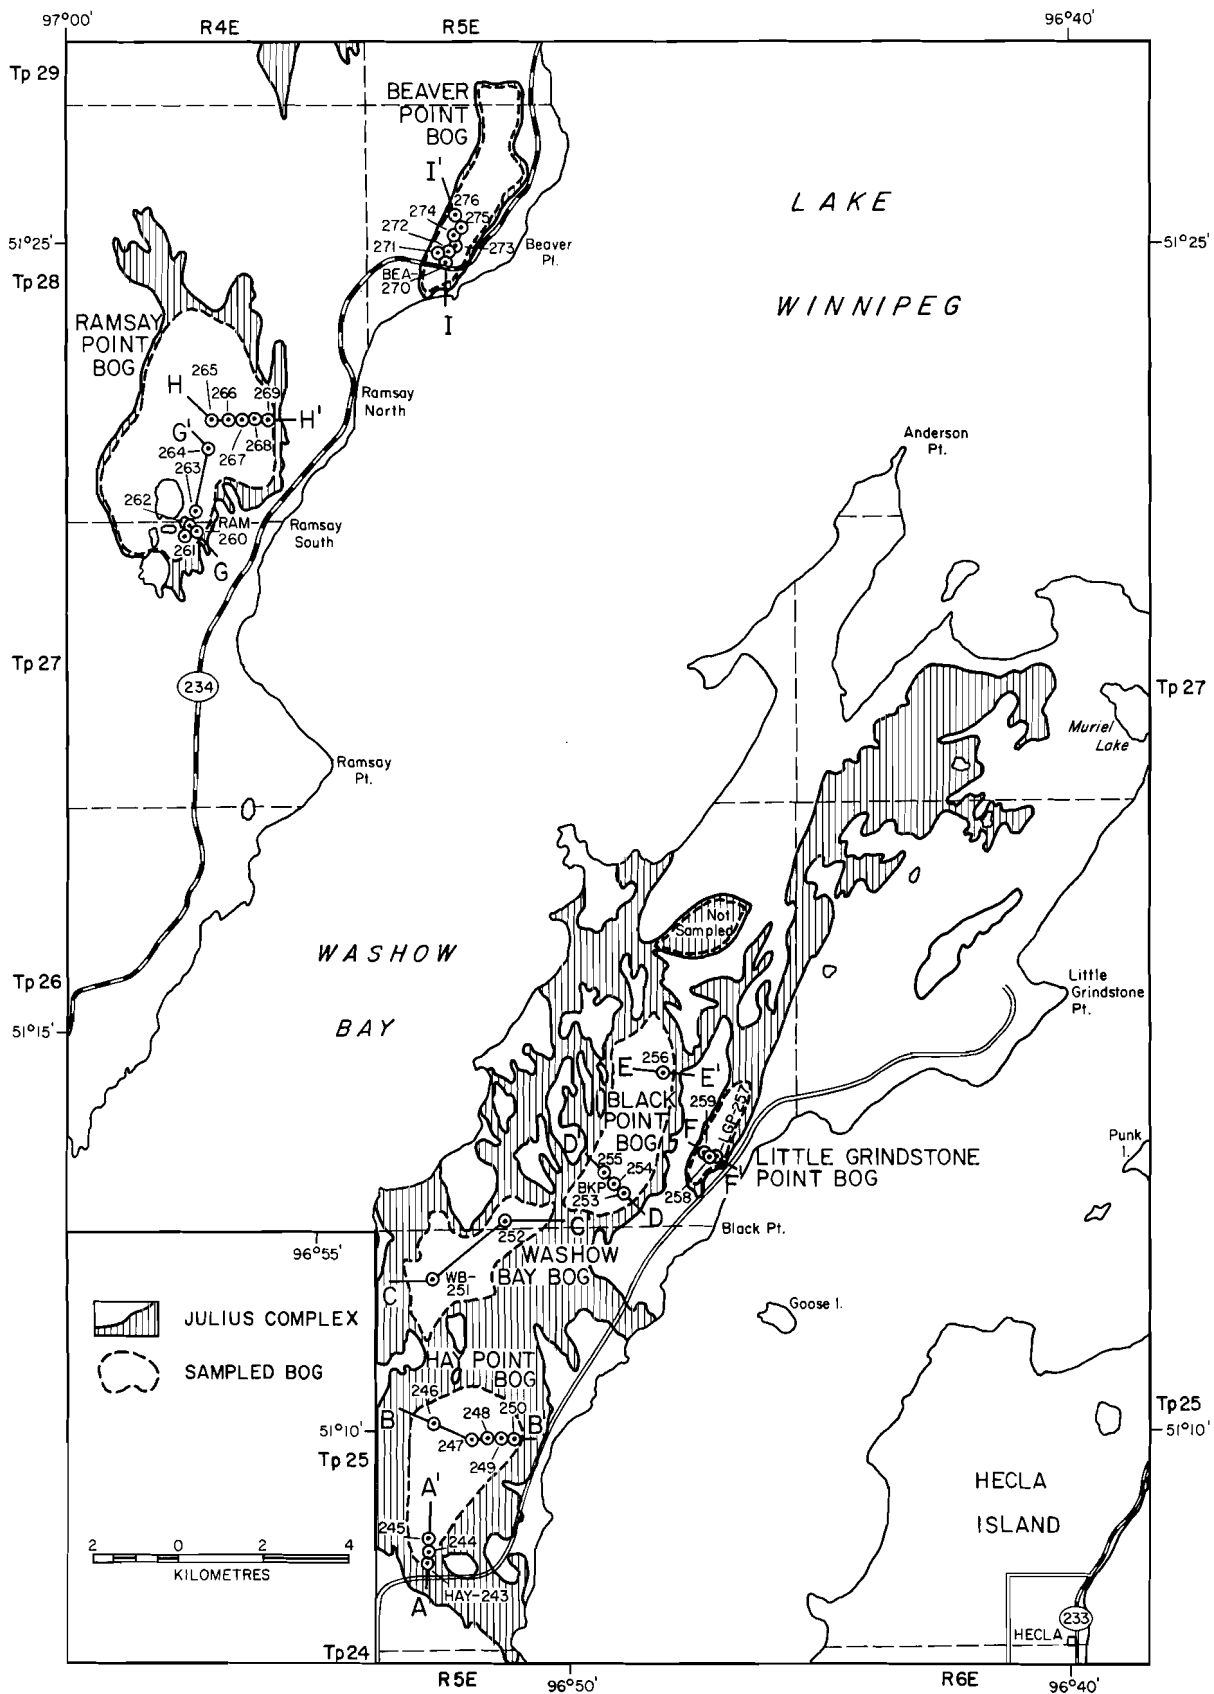 97°00'
R4E
R5E
96°40'
Tp 29
BEAVER
POINT
BOG
I'
276
274
275
272
271
273
BEA-
270
I
Beaver
Pt.
51°25'
51°25'
Tp 28
LAKE
WINNIPEG
RAMSAY
POINT
BOG
265
H
266
269
H'
G'
264
263
267
268
262
RAM-
260
261
G
Ramsay
North
Ramsay
South
Anderson
Pt.
Tp 27
Tp 27
234
Muriel
Lake
Ramsay
Pt.
Not
Sampled
WASHOW
BAY
Tp 26
51°15'
Little
Grindstone
Pt.
E
256
E'
259
BLACK
POINT
BOG
LGP-257
F
D'
255
254
BKP
253
258
F'
D
LITTLE GRINDSTONE
POINT BOG
Punk
I.
C'
252
Black Pt.
96°55'
WASHOW
BAY BOG
WB-
251
C
Goose I.
JULIUS COMPLEX
SAMPLED BOG
HAY POINT
BOG
246
B
248
250
B'
247
249
51°10'
Tp 25
Tp 25
51°10'
A'
245
244
HAY-243
A
HECLA
ISLAND
2 0 2 4
KILOMETRES
233
HECLA
Tp 24
R5E
96°50'
R6E
96°40'